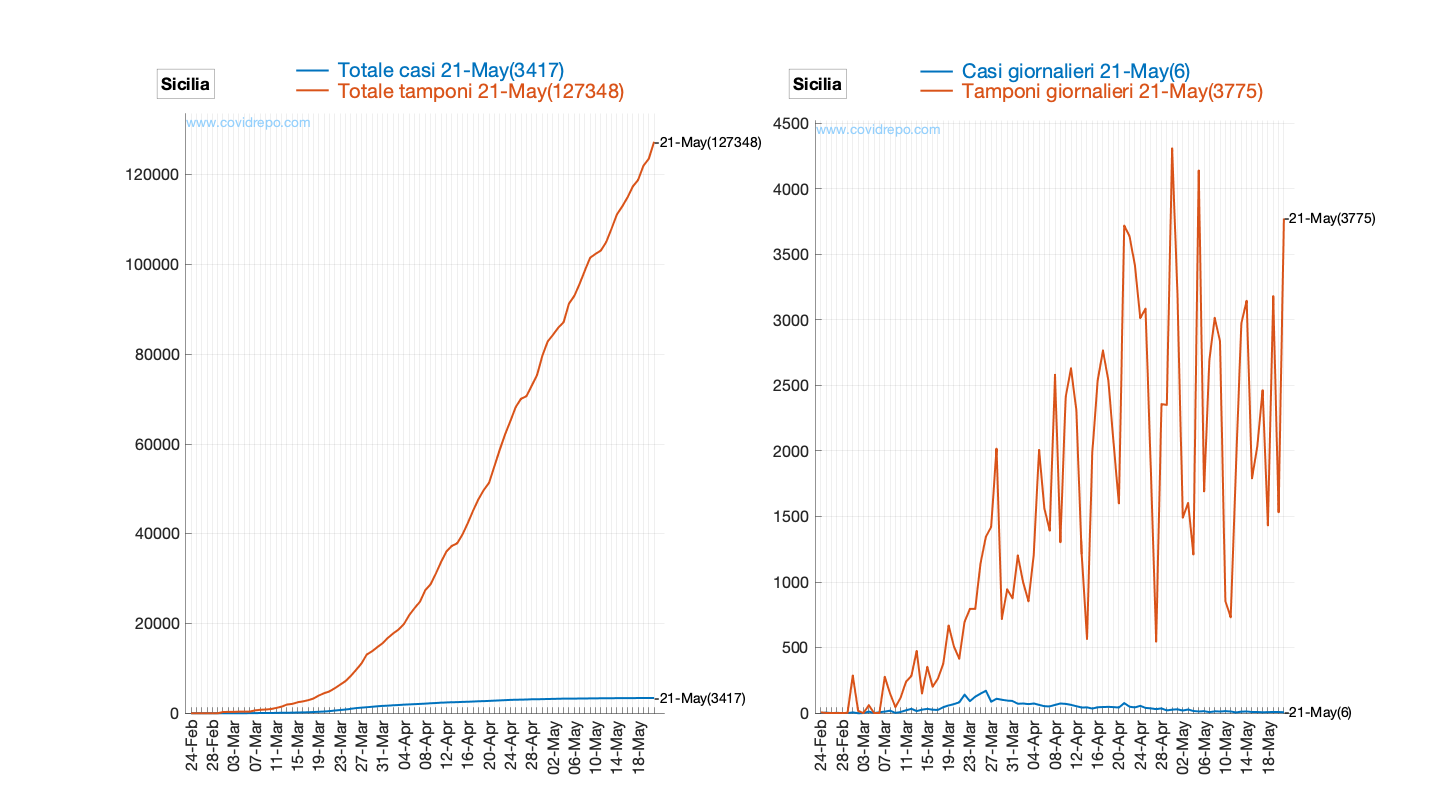 Sicilia
Totale casi 21-May(3417)
Totale tamponi 21-May(127348)
www.covidrepo.com
21-May(127348)
120000
100000
80000
60000
40000
20000
0
21-May(3417)
24-Feb
28-Feb
03-Mar
07-Mar
11-Mar
15-Mar
19-Mar
23-Mar
27-Mar
31-Mar
04-Apr
08-Apr
12-Apr
16-Apr
20-Apr
24-Apr
28-Apr
02-May
06-May
10-May
14-May
18-May
Sicilia
Casi giornalieri 21-May(6)
Tamponi giornalieri 21-May(3775)
www.covidrepo.com
4500
4000
21-May(3775)
3500
3000
2500
2000
1500
1000
500
0
21-May(6)
24-Feb
28-Feb
03-Mar
07-Mar
11-Mar
15-Mar
19-Mar
23-Mar
27-Mar
31-Mar
04-Apr
08-Apr
12-Apr
16-Apr
20-Apr
24-Apr
28-Apr
02-May
06-May
10-May
14-May
18-May